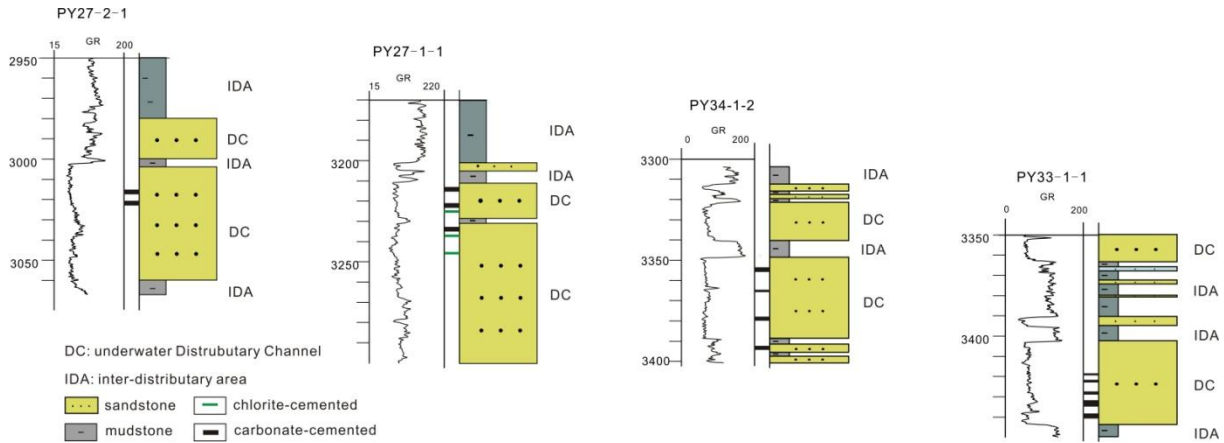 PY27-2-1
15 GR 200
2950
3000
3050
IDA
DC
IDA
DC
IDA
PY27-1-1
15 GR 220
3200
3250
IDA
IDA
DC
DC
PY34-1-2
0 GR 200
3300
3350
3400
IDA
DC
IDA
DC
PY33-1-1
0 GR 200
3350
3400
DC
IDA
IDA
DC
IDA
DC: underwater Distrubutary Channel
IDA: inter-distributary area
sandstone
chlorite-cemented
mudstone
carbonate-cemented